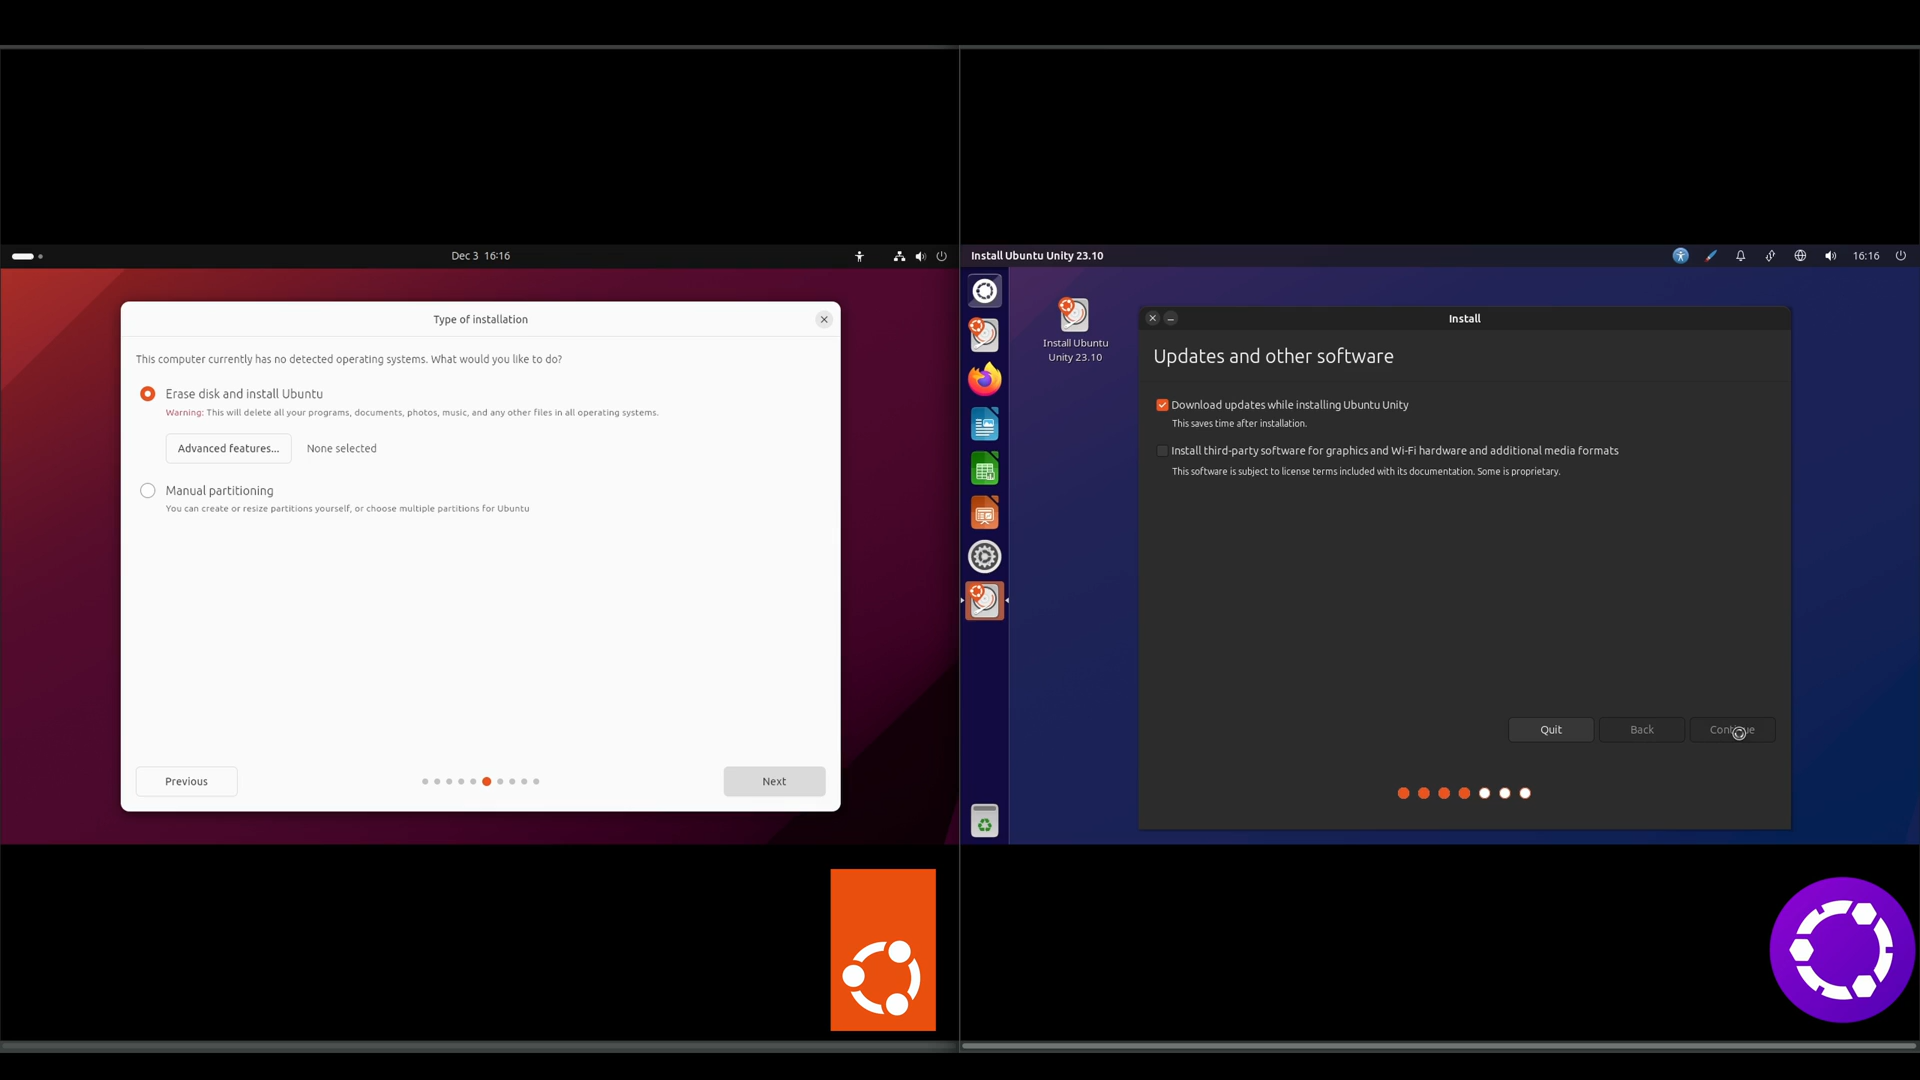 Dec 3 16:16
Type of installation
This computer currently has no detected operating systems. What would you like to do?
Erase disk and install Ubuntu
Warning: This will delete all your programs, documents, photos, music, and any other files in all operating systems.
Advanced features...
None selected
Manual partitioning
You can create or resize partitions yourself, or choose multiple partitions for Ubuntu
Previous
Next
Install Ubuntu Unity 23.10
16:16
Install Ubuntu
Unity 23.10
Install
Updates and other software
Download updates while installing Ubuntu Unity
This saves time after installation.
Install third-party software for graphics and Wi-Fi hardware and additional media formats
This software is subject to license terms included with its documentation. Some is proprietary.
Quit
Back
Continue